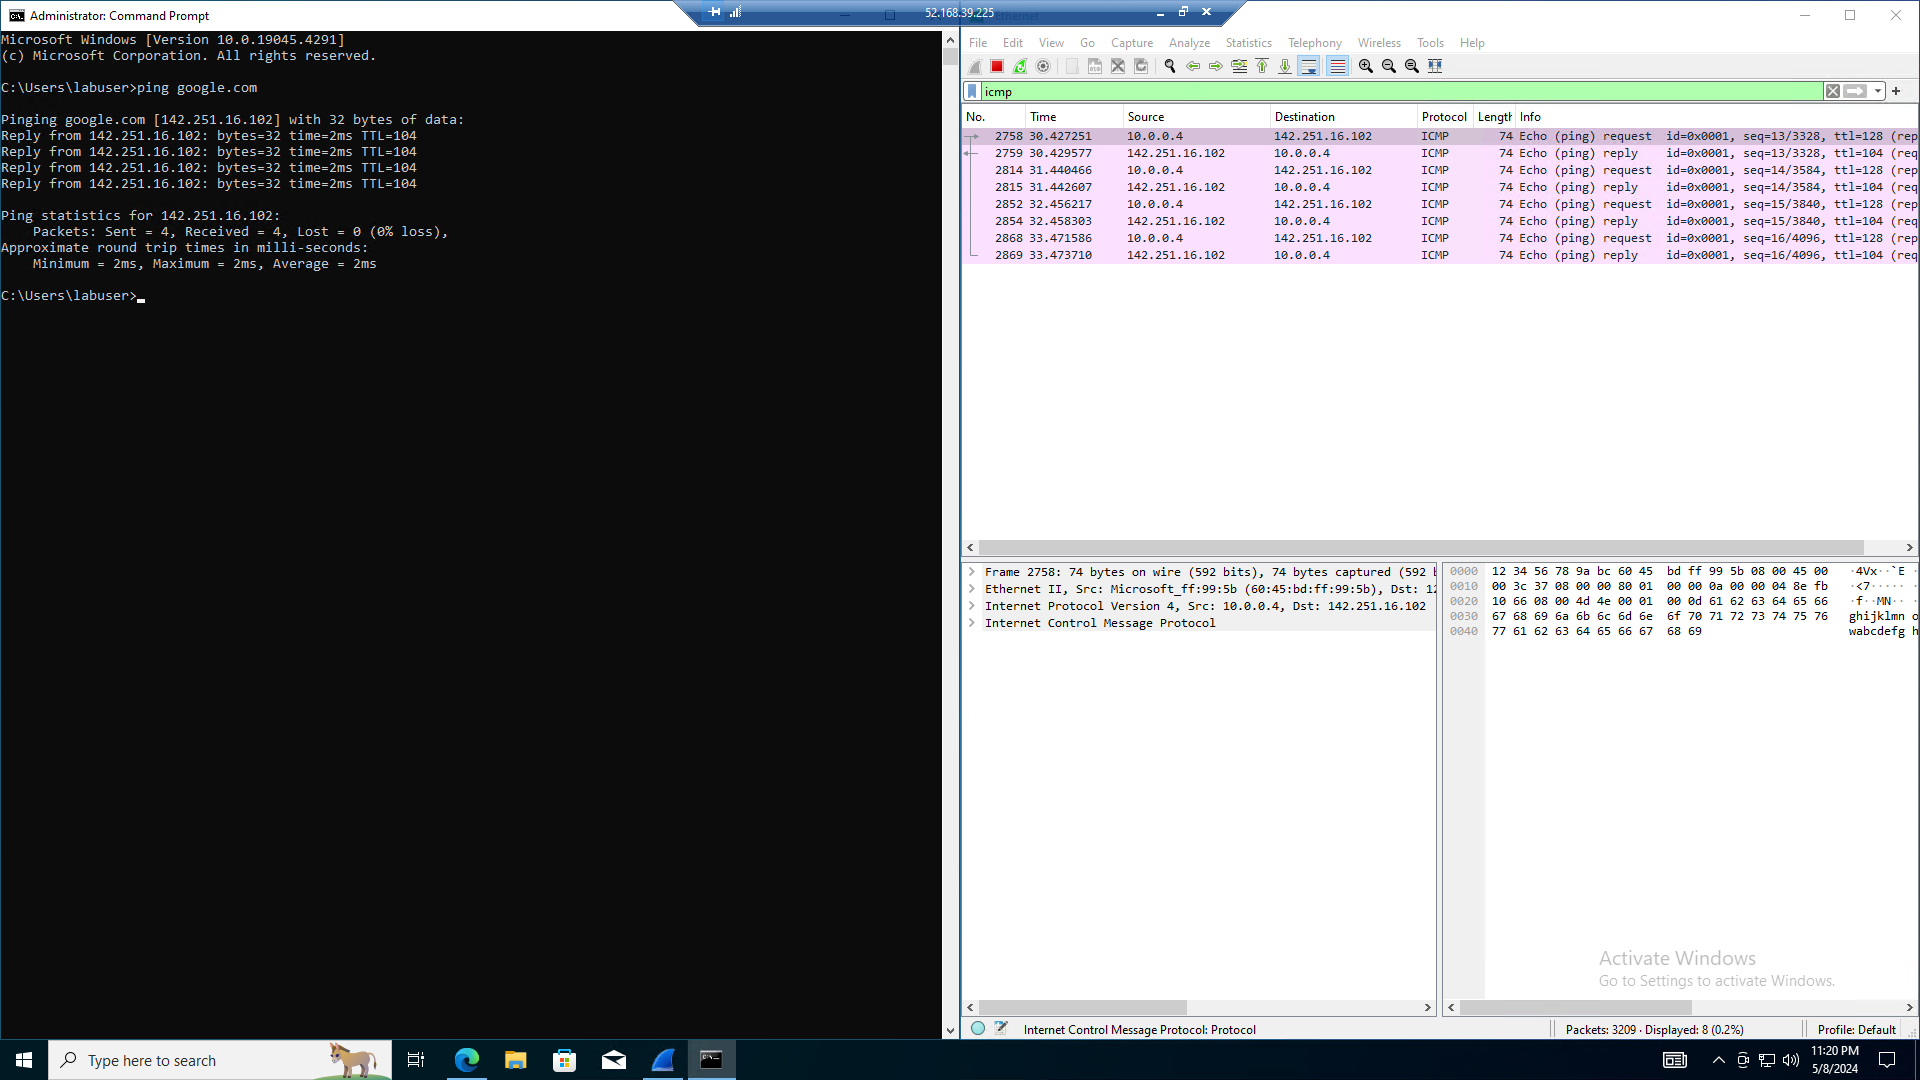 Administrator: Command Prompt
52.168.39.225
Microsoft Windows [Version 10.0.19045.4291]
(c) Microsoft Corporation. All rights reserved.
C:\Users\labuser>ping google.com
Pinging google.com [142.251.16.102] with 32 bytes of data:
Reply from 142.251.16.102: bytes=32 time=2ms TTL=104
Reply from 142.251.16.102: bytes=32 time=2ms TTL=104
Reply from 142.251.16.102: bytes=32 time=2ms TTL=104
Reply from 142.251.16.102: bytes=32 time=2ms TTL=104
Ping statistics for 142.251.16.102:
Packets: Sent = 4, Received = 4, Lost = 0 (0% loss),
Approximate round trip times in milli-seconds:
Minimum = 2ms, Maximum = 2ms, Average = 2ms
C:\Users\labuser>
File Edit View Go Capture Analyze Statistics Telephony Wireless Tools Help
icmp
No. Time Source Destination Protocol Length Info
2758 30.427251 10.0.0.4 142.251.16.102 ICMP 74 Echo (ping) request id=0x0001, seq=13/3328, ttl=128 (rep
2759 30.429577 142.251.16.102 10.0.0.4 ICMP 74 Echo (ping) reply id=0x0001, seq=13/3328, ttl=104 (req
2814 31.440466 10.0.0.4 142.251.16.102 ICMP 74 Echo (ping) request id=0x0001, seq=14/3584, ttl=128 (rep
2815 31.442607 142.251.16.102 10.0.0.4 ICMP 74 Echo (ping) reply id=0x0001, seq=14/3584, ttl=104 (req
2852 32.456217 10.0.0.4 142.251.16.102 ICMP 74 Echo (ping) request id=0x0001, seq=15/3840, ttl=128 (rep
2854 32.458303 142.251.16.102 10.0.0.4 ICMP 74 Echo (ping) reply id=0x0001, seq=15/3840, ttl=104 (req
2868 33.471586 10.0.0.4 142.251.16.102 ICMP 74 Echo (ping) request id=0x0001, seq=16/4096, ttl=128 (rep
2869 33.473710 142.251.16.102 10.0.0.4 ICMP 74 Echo (ping) reply id=0x0001, seq=16/4096, ttl=104 (req
Frame 2758: 74 bytes on wire (592 bits), 74 bytes captured (592 b
Ethernet II, Src: Microsoft_ff:99:5b (60:45:bd:ff:99:5b), Dst: 12
Internet Protocol Version 4, Src: 10.0.0.4, Dst: 142.251.16.102
Internet Control Message Protocol
0000 12 34 56 78 9a bc 60 45 bd ff 99 5b 08 00 45 00 ·4Vx··`E ·
0010 00 3c 37 08 00 00 80 01 00 00 0a 00 00 04 8e fb ·<7····· ·
0020 10 66 08 00 4d 4e 00 01 00 0d 61 62 63 64 65 66 ·f··MN·· ·
0030 67 68 69 6a 6b 6c 6d 6e 6f 70 71 72 73 74 75 76 ghijklmn o
0040 77 61 62 63 64 65 66 67 68 69 wabcdefg h
Activate Windows
Go to Settings to activate Windows.
Internet Control Message Protocol: Protocol
Packets: 3209 · Displayed: 8 (0.2%)
Profile: Default
Type here to search
11:20 PM
5/8/2024